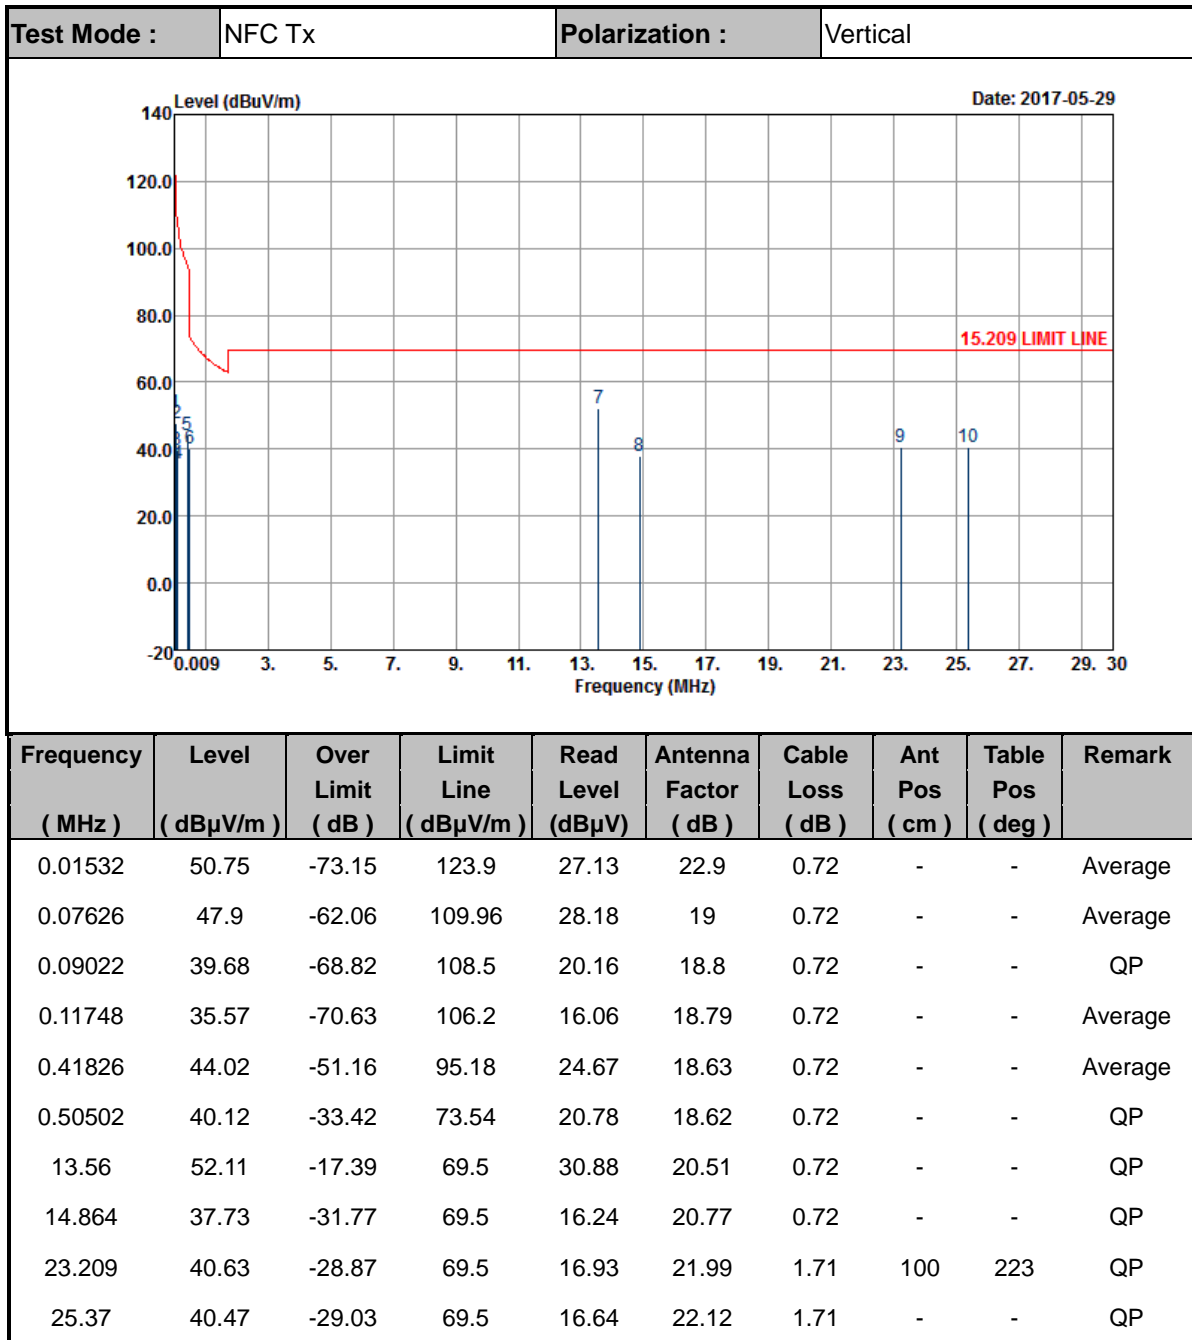 Test Mode : NFC Tx Polarization : Vertical
Level (dBuV/m) Date: 2017-05-29
140
120.0
100.0
80.0
15.209 LIMIT LINE
60.0
7
2
5
6
40.0
8
9
10
20.0
0.0
-20
0.009 3. 5. 7. 9. 11. 13. 15. 17. 19. 21. 23. 25. 27. 29. 30
Frequency (MHz)
Frequency Level Over Limit Read Antenna Cable Ant Table Remark
Limit Line Level Factor Loss Pos Pos
( MHz ) ( dBµV/m ) ( dB ) ( dBµV/m ) (dBµV) ( dB ) ( dB ) ( cm ) ( deg )
0.01532 50.75 -73.15 123.9 27.13 22.9 0.72 - - Average
0.07626 47.9 -62.06 109.96 28.18 19 0.72 - - Average
0.09022 39.68 -68.82 108.5 20.16 18.8 0.72 - - QP
0.11748 35.57 -70.63 106.2 16.06 18.79 0.72 - - Average
0.41826 44.02 -51.16 95.18 24.67 18.63 0.72 - - Average
0.50502 40.12 -33.42 73.54 20.78 18.62 0.72 - - QP
13.56 52.11 -17.39 69.5 30.88 20.51 0.72 - - QP
14.864 37.73 -31.77 69.5 16.24 20.77 0.72 - - QP
23.209 40.63 -28.87 69.5 16.93 21.99 1.71 100 223 QP
25.37 40.47 -29.03 69.5 16.64 22.12 1.71 - - QP